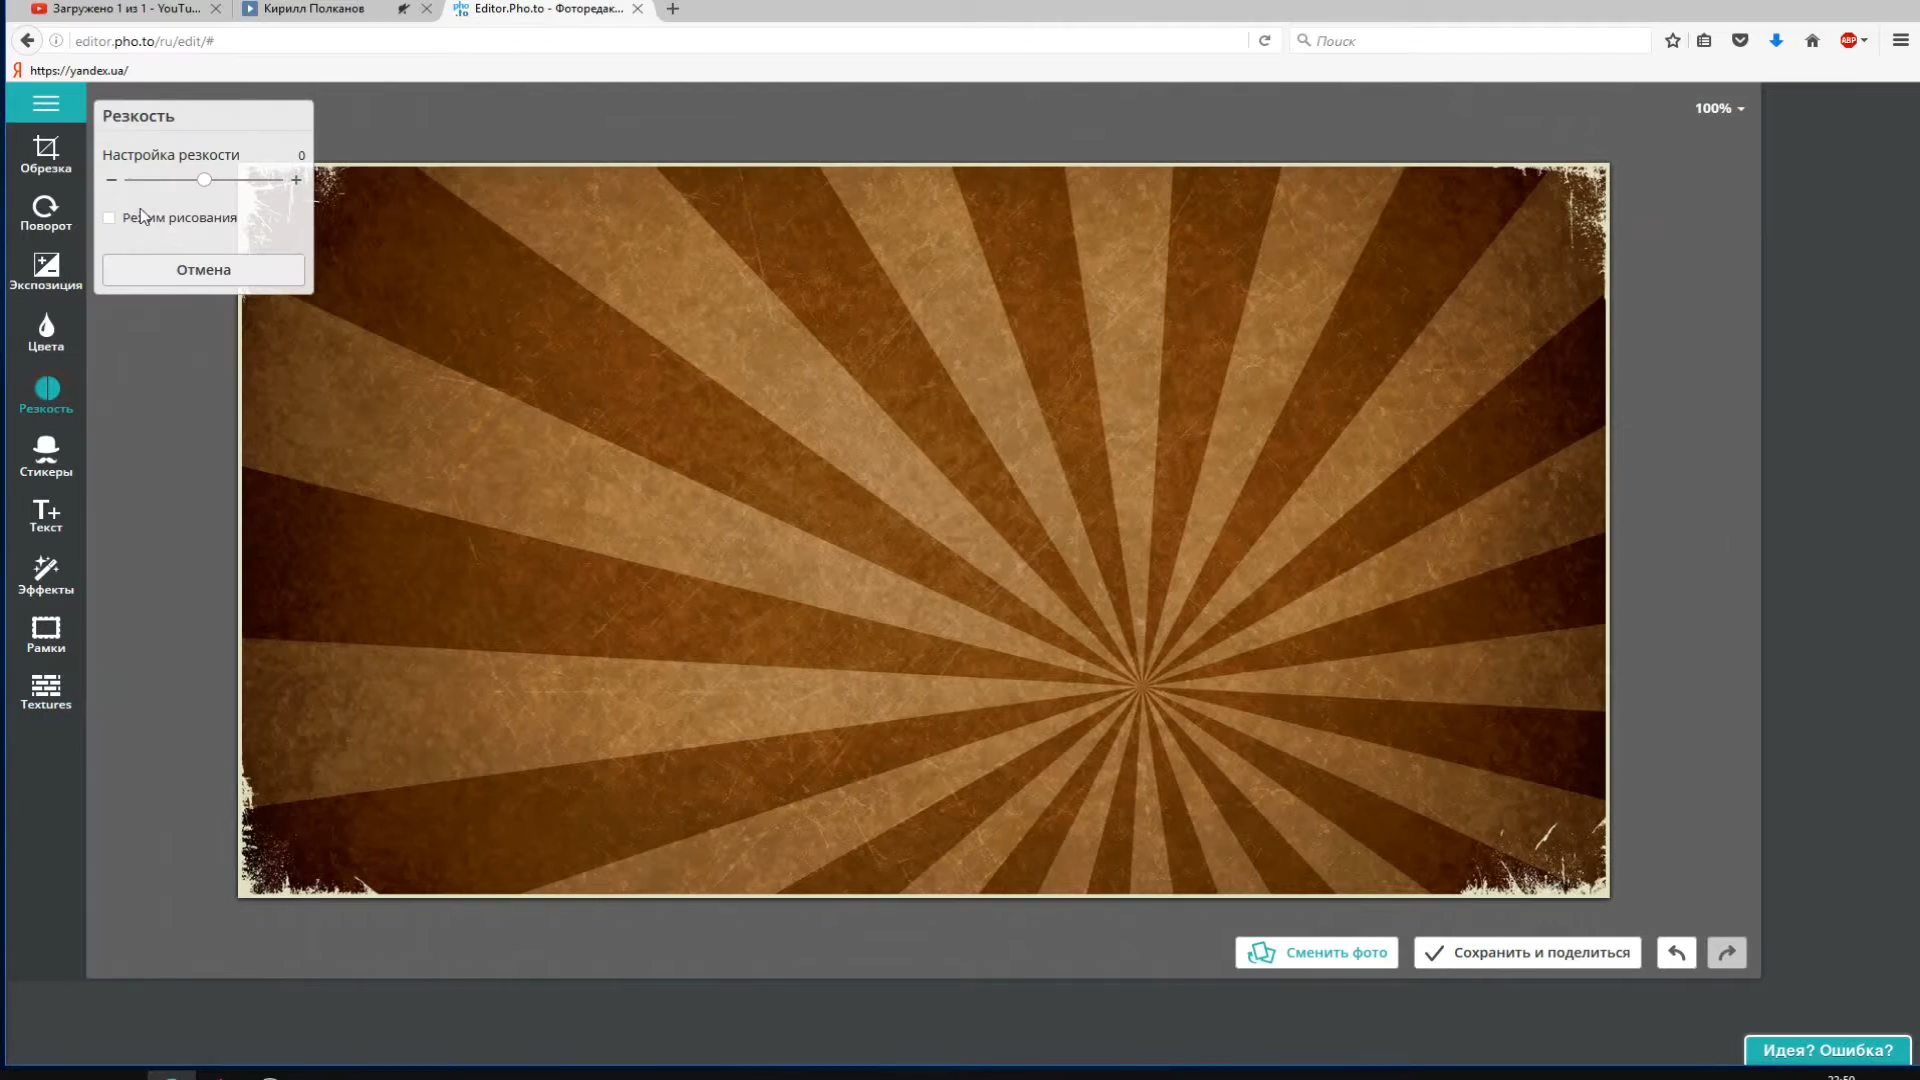 Загружено 1 из 1 - YouTu...
Кирилл Полканов
Editor.Pho.to - Фоторедак...
editor.pho.to/ru/edit/#
Поиск
ABP
https://yandex.ua/
Обрезка
Поворот
Экспозиция
Цвета
Резкость
Стикеры
Текст
Эффекты
Рамки
Textures
Резкость
Настройка резкости 0
Режим рисования
Отмена
100%
Сменить фото
Сохранить и поделиться
Идея? Ошибка?